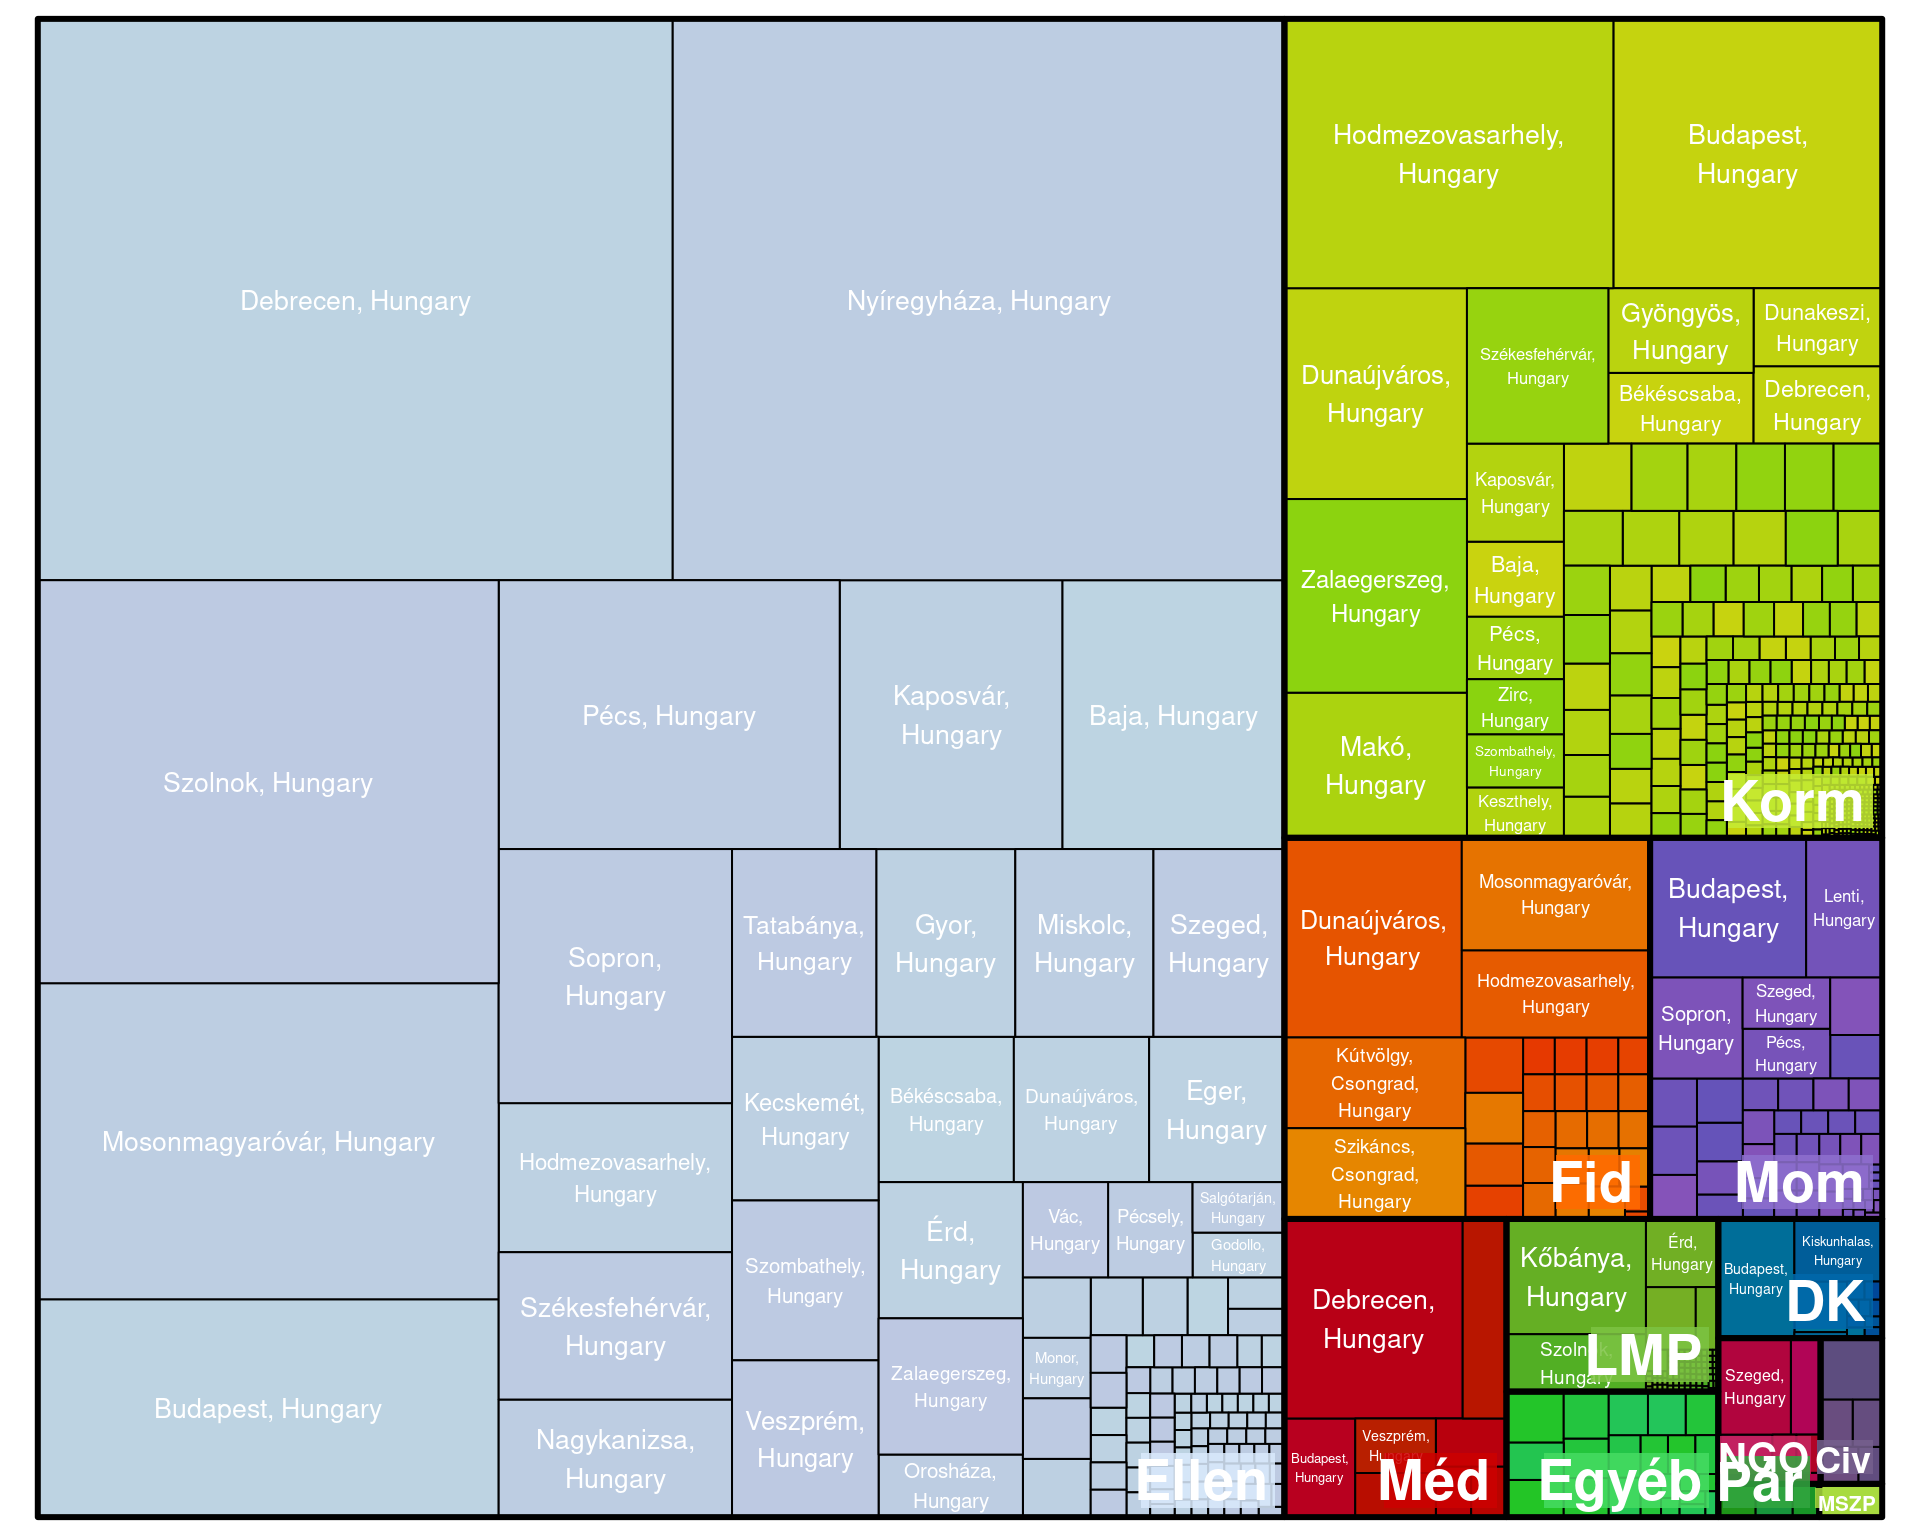 Debrecen, Hungary
Nyíregyháza, Hungary
Szolnok, Hungary
Mosonmagyaróvár, Hungary
Budapest, Hungary
Pécs, Hungary
Kaposvár,
Hungary
Baja, Hungary
Sopron,
Hungary
Hodmezovasarhely,
Hungary
Székesfehérvár,
Hungary
Nagykanizsa,
Hungary
Tatabánya,
Hungary
Gyor,
Hungary
Miskolc,
Hungary
Szeged,
Hungary
Kecskemét,
Hungary
Szombathely,
Hungary
Veszprém,
Hungary
Békéscsaba,
Hungary
Dunaújváros,
Hungary
Eger,
Hungary
Érd,
Hungary
Zalaegerszeg,
Hungary
Orosháza,
Hungary
Vác,
Hungary
Pécsely,
Hungary
Salgótarján,
Hungary
Godollo,
Hungary
Monor,
Hungary
Ellen
Hodmezovasarhely,
Hungary
Budapest,
Hungary
Dunaújváros,
Hungary
Zalaegerszeg,
Hungary
Makó,
Hungary
Székesfehérvár,
Hungary
Gyöngyös,
Hungary
Dunakeszi,
Hungary
Békéscsaba,
Hungary
Debrecen,
Hungary
Kaposvár,
Hungary
Baja,
Hungary
Pécs,
Hungary
Zirc,
Hungary
Szombathely,
Hungary
Keszthely,
Hungary
Korm
Dunaújváros,
Hungary
Mosonmagyaróvár,
Hungary
Hodmezovasarhely,
Hungary
Kútvölgy,
Csongrad,
Hungary
Szikáncs,
Csongrad,
Hungary
Fid
Budapest,
Hungary
Lenti,
Hungary
Sopron,
Hungary
Szeged,
Hungary
Pécs,
Hungary
Mom
Debrecen,
Hungary
Budapest,
Hungary
Veszprém,
Hungary
Méd
Kőbánya,
Hungary
Érd,
Hungary
Szolnok,
Hungary
LMP
Egyéb
Budapest,
Hungary
Kiskunhalas,
Hungary
DK
Szeged,
Hungary
NGO
Civ
Pár
MSZP